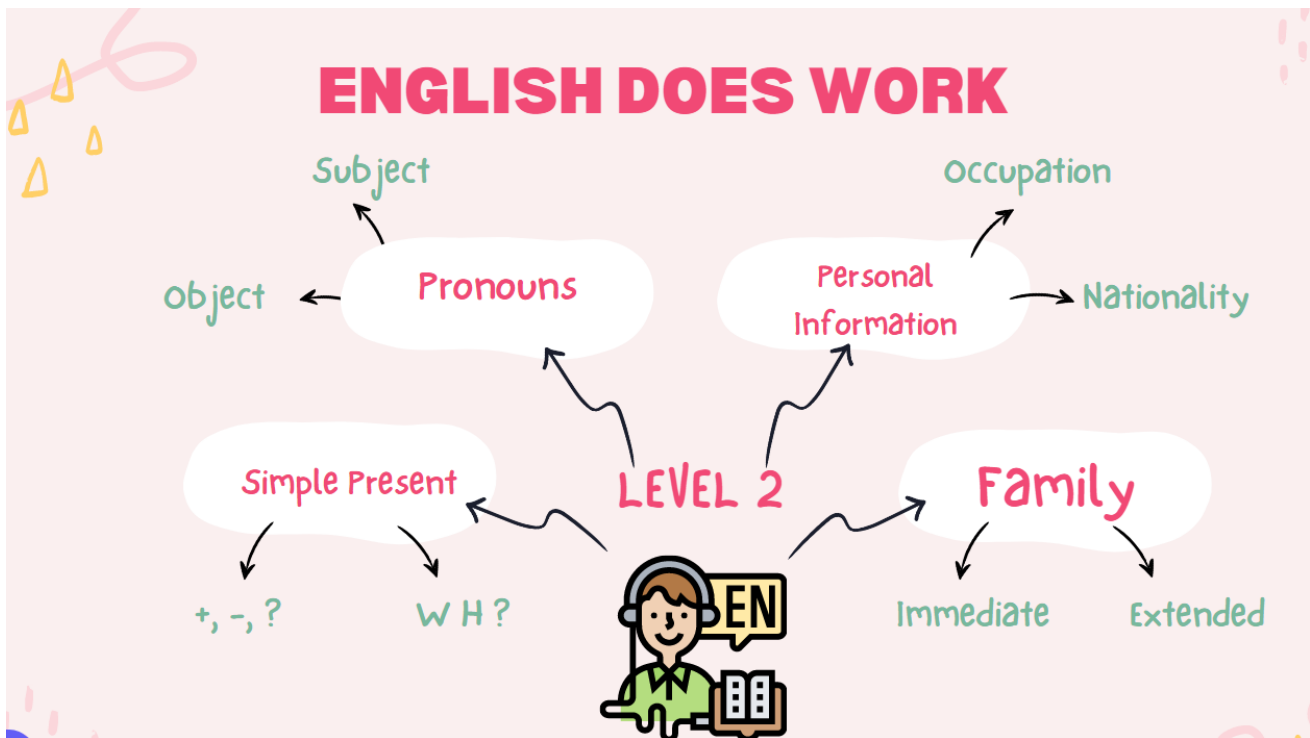 ENGLISH DOES WORK
Subject
Occupation
Pronouns
Object
Personal
Information
Nationality
Simple Present
LEVEL 2
Family
+, -, ?
W H ?
EN
Immediate
Extended